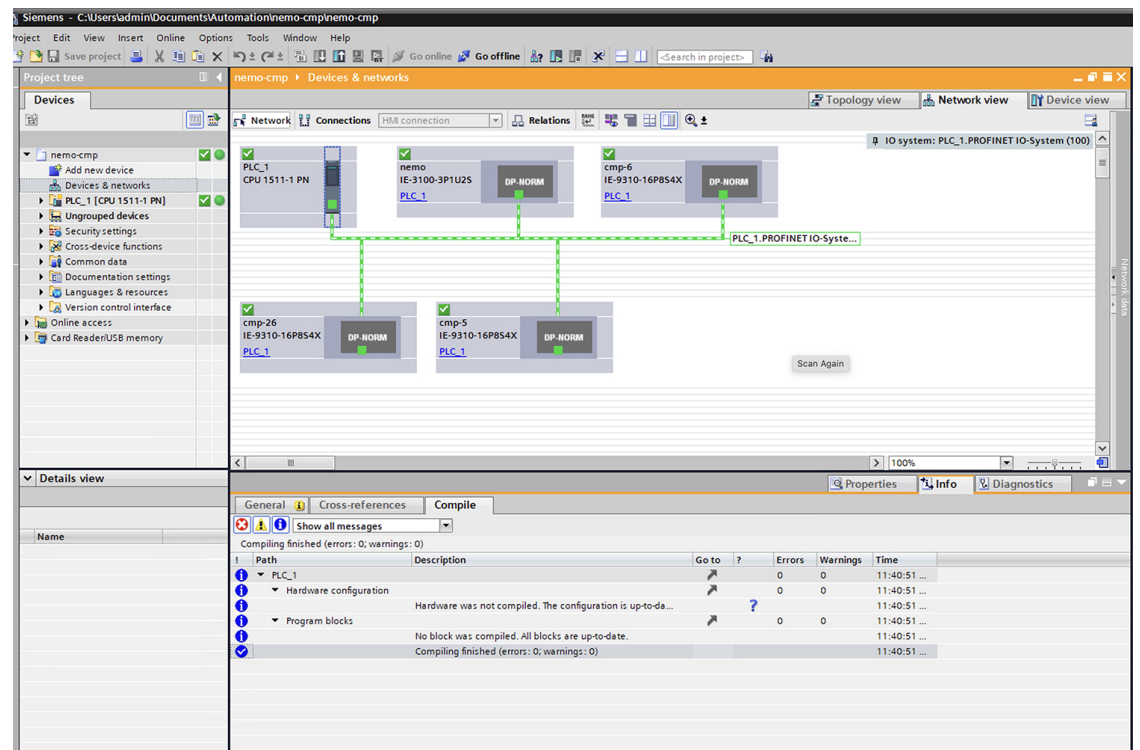 Siemens - C:\Users\admin\Documents\Automation\nemo-cmp\nemo-cmp
roject Edit View Insert Online Options Tools Window Help
Save project Go online Go offline <Search in project>
Project tree
nemo-cmp Devices & networks
Devices
Topology view Network view Device view
Network Connections HMI connection Relations
IO system: PLC_1.PROFINET IO-System (100)
nemo-cmp
Add new device
Devices & networks
PLC_1 [CPU 1511-1 PN]
Ungrouped devices
Security settings
Cross-device functions
Common data
Documentation settings
Languages & resources
Version control interface
Online access
Card Reader/USB memory
PLC_1
CPU 1511-1 PN
nemo
IE-3100-3P1U2S
PLC_1
DP-NORM
cmp-6
IE-9310-16P8S4X
PLC_1
DP-NORM
PLC_1.PROFINET IO-Syste...
cmp-26
IE-9310-16P8S4X
PLC_1
DP-NORM
cmp-5
IE-9310-16P8S4X
PLC_1
DP-NORM
Scan Again
Network data
100%
Details view
Name
Properties Info Diagnostics
General Cross-references Compile
Show all messages
Compiling finished (errors: 0; warnings: 0)
! Path Description Go to ? Errors Warnings Time
PLC_1 0 0 11:40:51 ...
Hardware configuration 0 0 11:40:51 ...
Hardware was not compiled. The configuration is up-to-da... ? 11:40:51 ...
Program blocks 0 0 11:40:51 ...
No block was compiled. All blocks are up-to-date. 11:40:51 ...
Compiling finished (errors: 0; warnings: 0) 11:40:51 ...